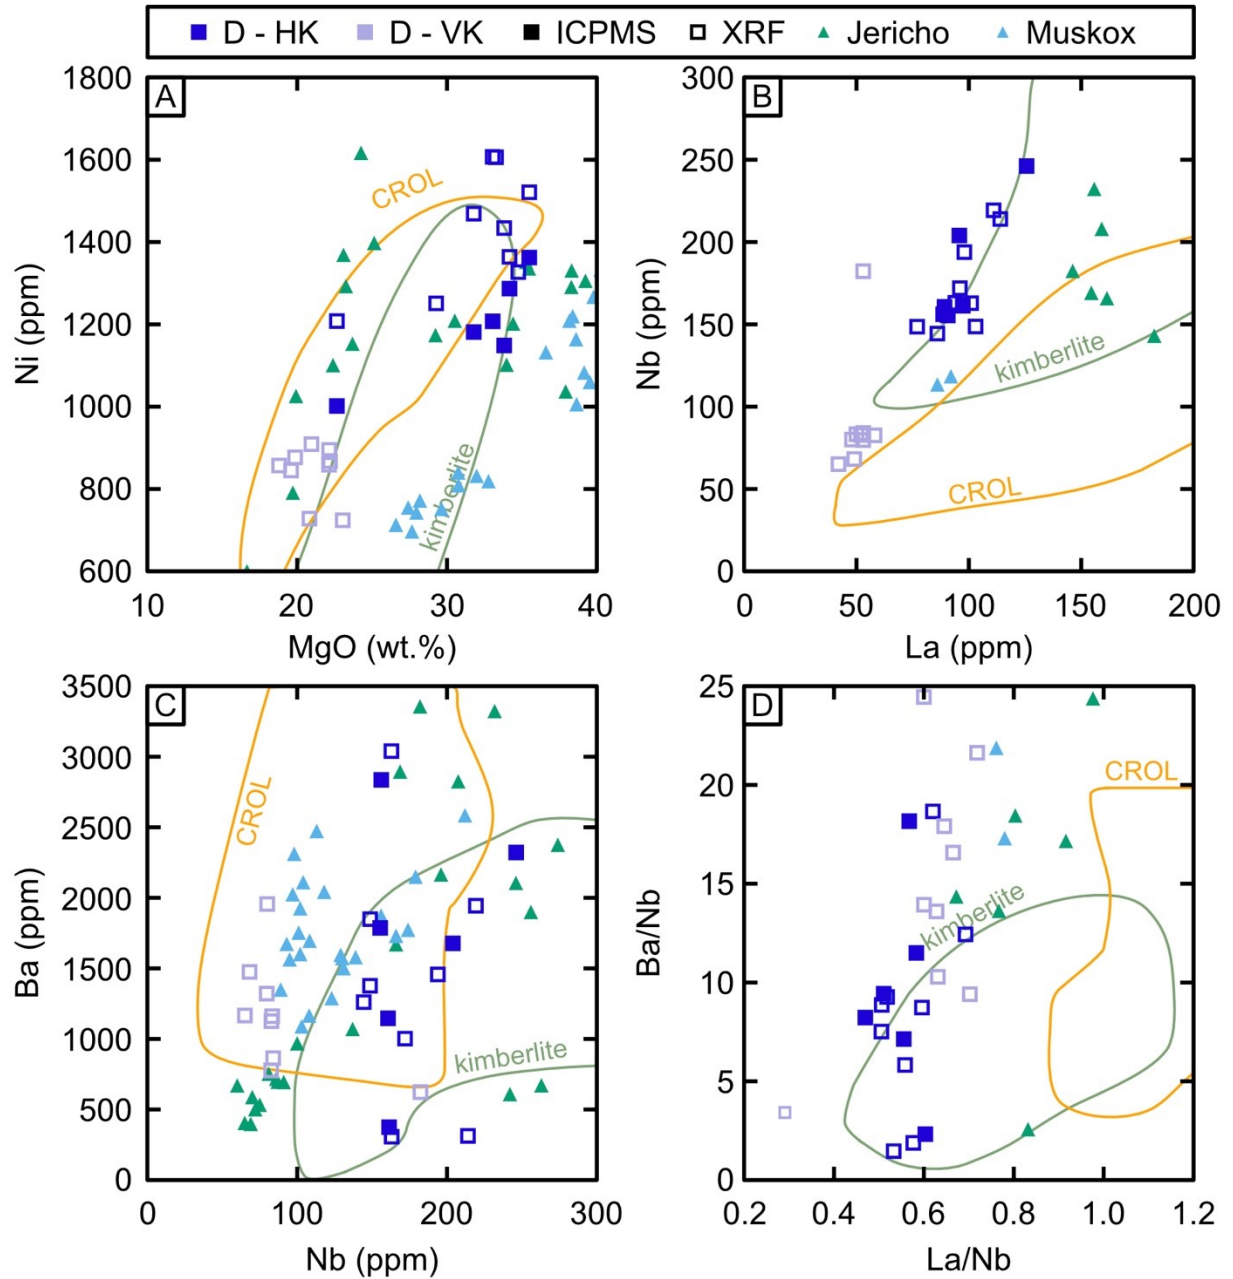 D - HK D - VK ICPMS XRF Jericho Muskox
A
1800
1600
1400
1200
1000
800
600
Ni (ppm)
CROL
kimberlite
10 20 30 40
MgO (wt.%)
B
300
250
200
150
100
50
0
Nb (ppm)
kimberlite
CROL
0 50 100 150 200
La (ppm)
C
3500
3000
2500
2000
1500
1000
500
0
Ba (ppm)
CROL
kimberlite
0 100 200 300
Nb (ppm)
D
25
20
15
10
5
0
Ba/Nb
CROL
kimberlite
0.2 0.4 0.6 0.8 1.0 1.2
La/Nb